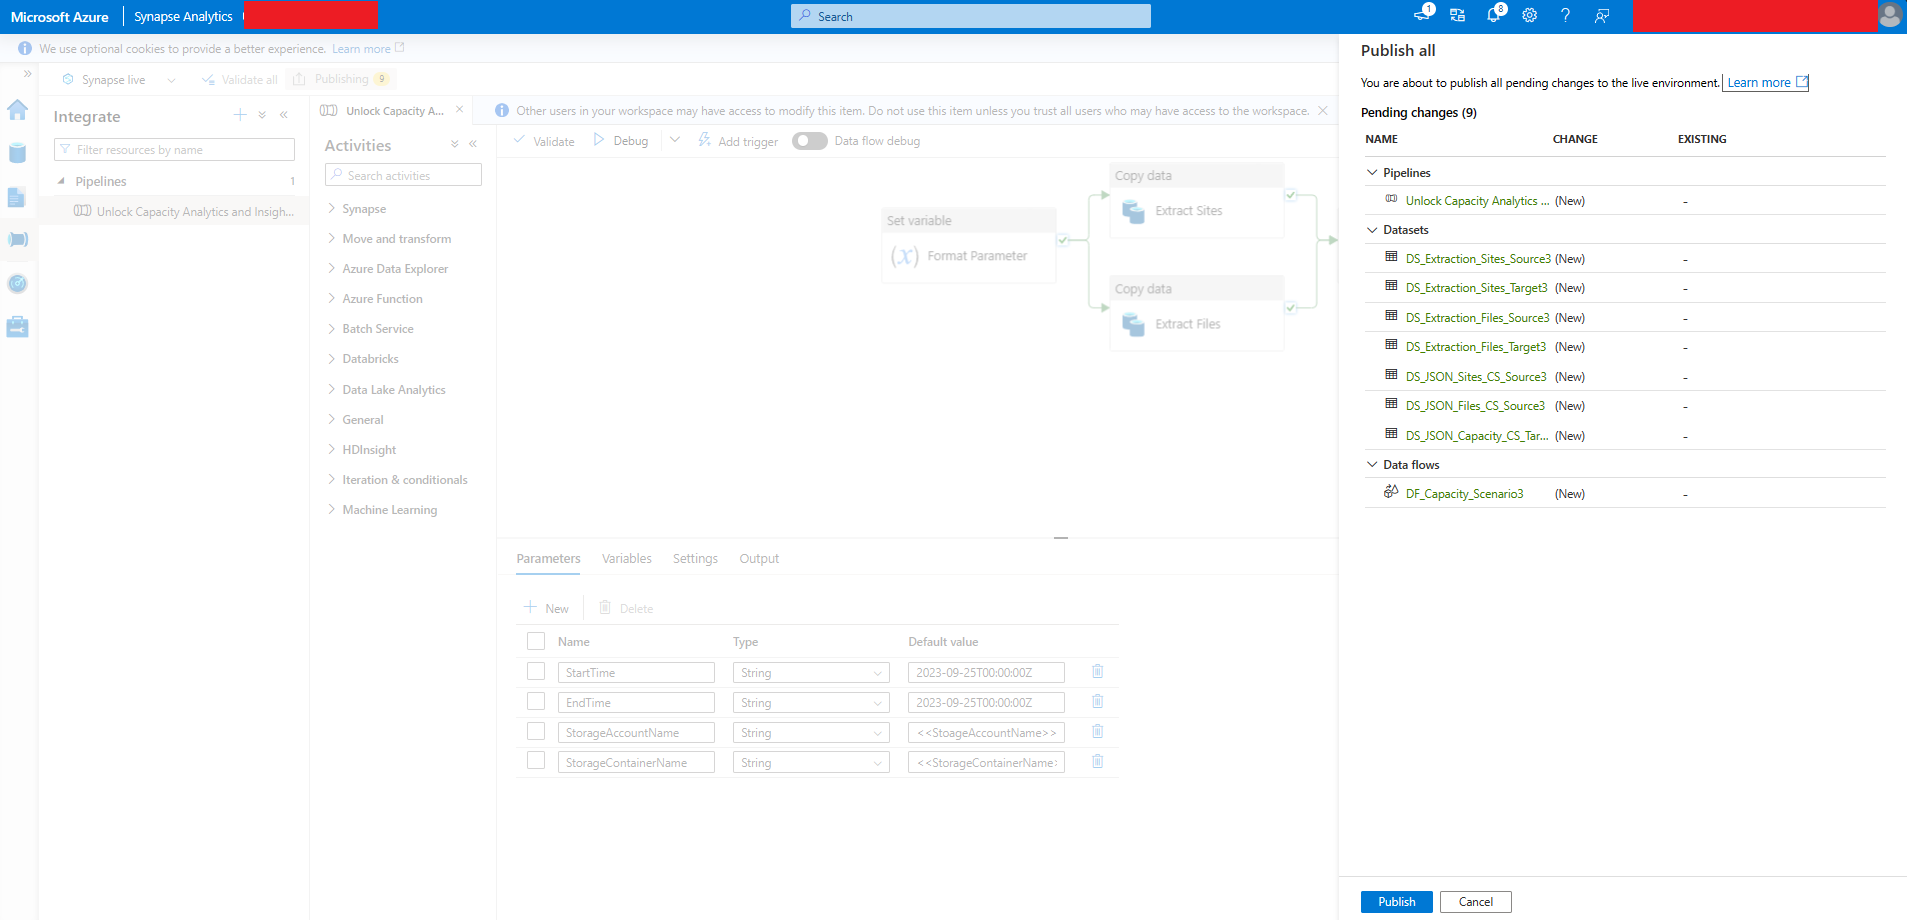 Microsoft Azure | Synapse Analytics
Search
1
8
We use optional cookies to provide a better experience. Learn more
Synapse live
Validate all
Publishing 9
Integrate
Filter resources by name
Pipelines 1
Unlock Capacity Analytics and Insigh...
Unlock Capacity A...
Activities
Search activities
Synapse
Move and transform
Azure Data Explorer
Azure Function
Batch Service
Databricks
Data Lake Analytics
General
HDInsight
Iteration & conditionals
Machine Learning
Other users in your workspace may have access to modify this item. Do not use this item unless you trust all users who may have access to the workspace.
Validate
Debug
Add trigger
Data flow debug
Set variable
(x) Format Parameter
Copy data
Extract Sites
Copy data
Extract Files
Parameters Variables Settings Output
New Delete
Name Type Default value
StartTime String 2023-09-25T00:00:00Z
EndTime String 2023-09-25T00:00:00Z
StorageAccountName String <<StoageAccountName>>
StorageContainerName String <<StorageContainerName>
Publish all
You are about to publish all pending changes to the live environment. Learn more
Pending changes (9)
NAME CHANGE EXISTING
Pipelines
Unlock Capacity Analytics ... (New) -
Datasets
DS_Extraction_Sites_Source3 (New) -
DS_Extraction_Sites_Target3 (New) -
DS_Extraction_Files_Source3 (New) -
DS_Extraction_Files_Target3 (New) -
DS_JSON_Sites_CS_Source3 (New) -
DS_JSON_Files_CS_Source3 (New) -
DS_JSON_Capacity_CS_Tar... (New) -
Data flows
DF_Capacity_Scenario3 (New) -
Publish
Cancel